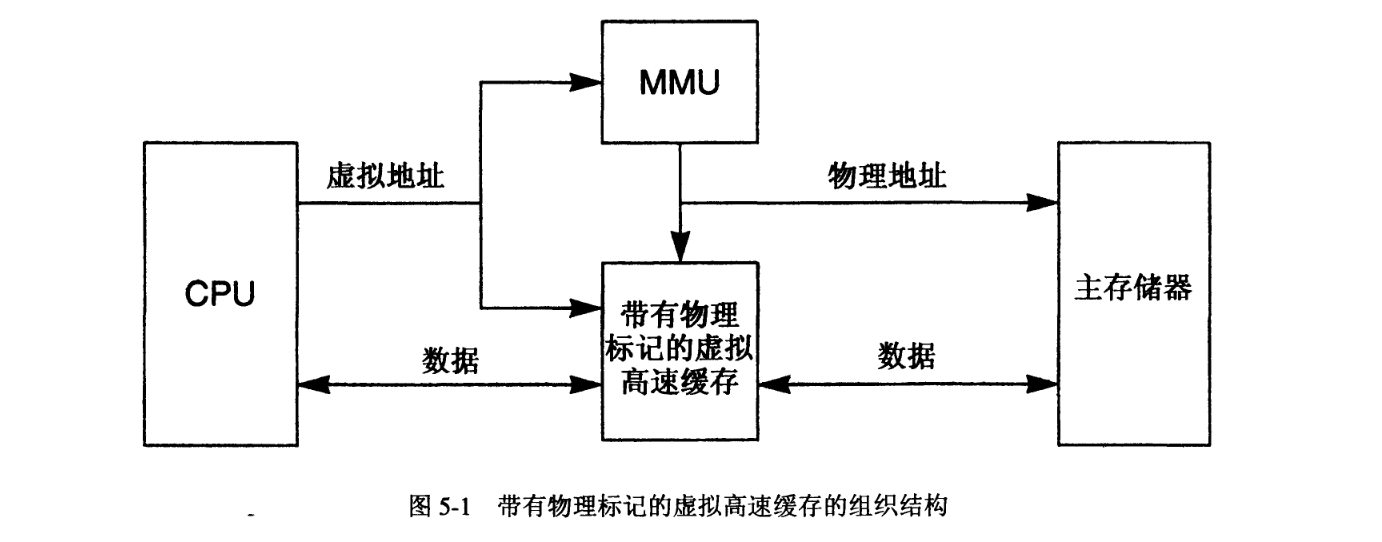 MMU
虚拟地址
物理地址
CPU
带有物理
标记的虚拟
高速缓存
主存储器
数据
数据
图 5-1 带有物理标记的虚拟高速缓存的组织结构